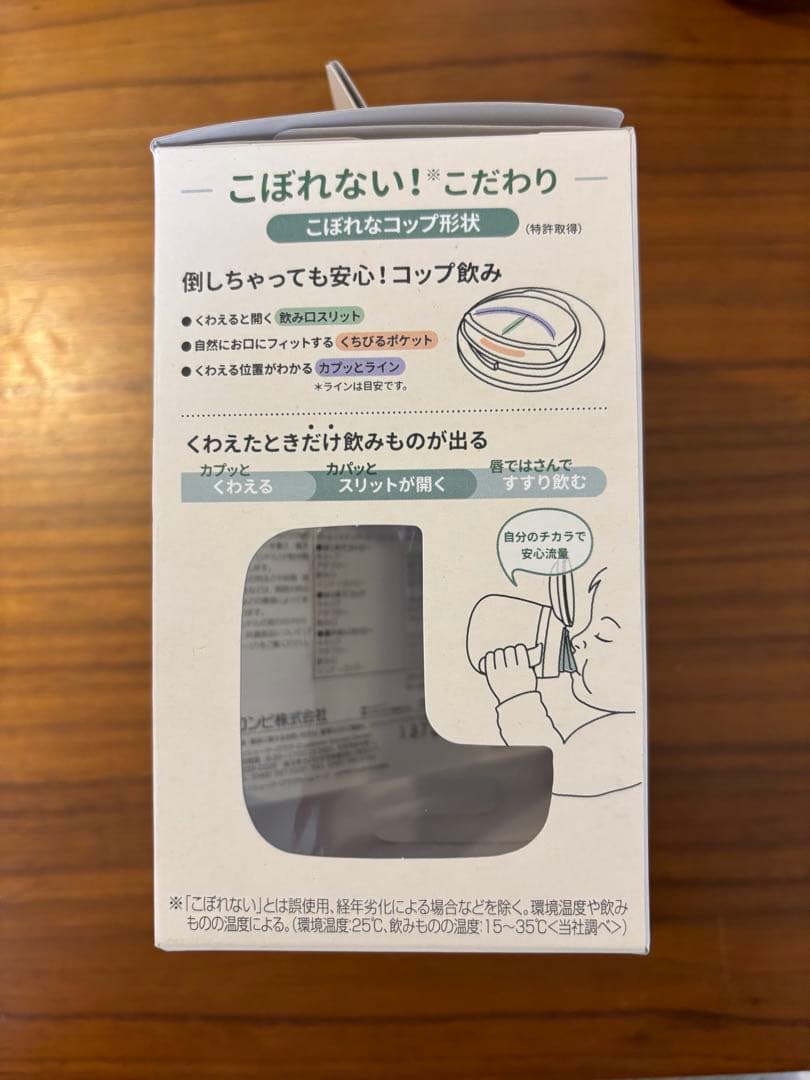 こぼれない！※こだわり
こぼれなコップ形状 （特許取得）
倒しちゃっても安心！コップ飲み
●くわえると開く 飲み口スリット
●自然にお口にフィットする くちびるポケット
●くわえる位置がわかる カプッとライン
＊ラインは目安です。
くわえたときだけ飲みものが出る
カプッと カパッと 唇ではさんで
くわえる スリットが開く すすり飲む
自分のチカラで
安心流量
コンビ株式会社
※「こぼれない」とは誤使用、経年劣化による場合などを除く。環境温度や飲み
ものの温度による。（環境温度:25℃、飲みものの温度:15〜35℃<当社調べ>）